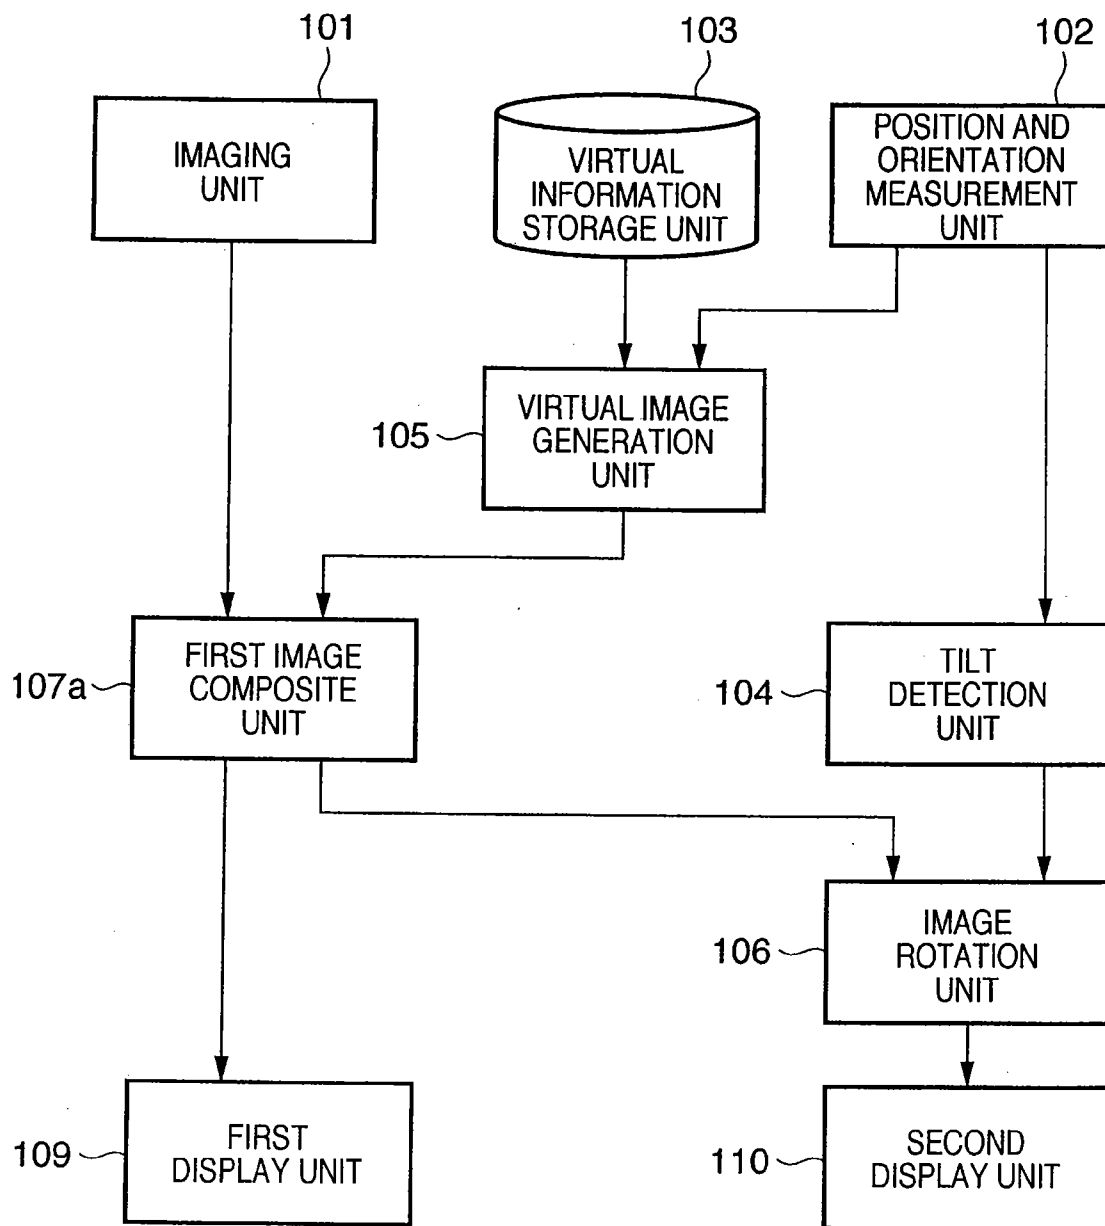 101
103
102
IMAGING
UNIT
VIRTUAL
INFORMATION
STORAGE UNIT
POSITION AND
ORIENTATION
MEASUREMENT
UNIT
105
VIRTUAL IMAGE
GENERATION
UNIT
107a
FIRST IMAGE
COMPOSITE
UNIT
104
TILT
DETECTION
UNIT
106
IMAGE
ROTATION
UNIT
109
FIRST
DISPLAY UNIT
110
SECOND
DISPLAY UNIT